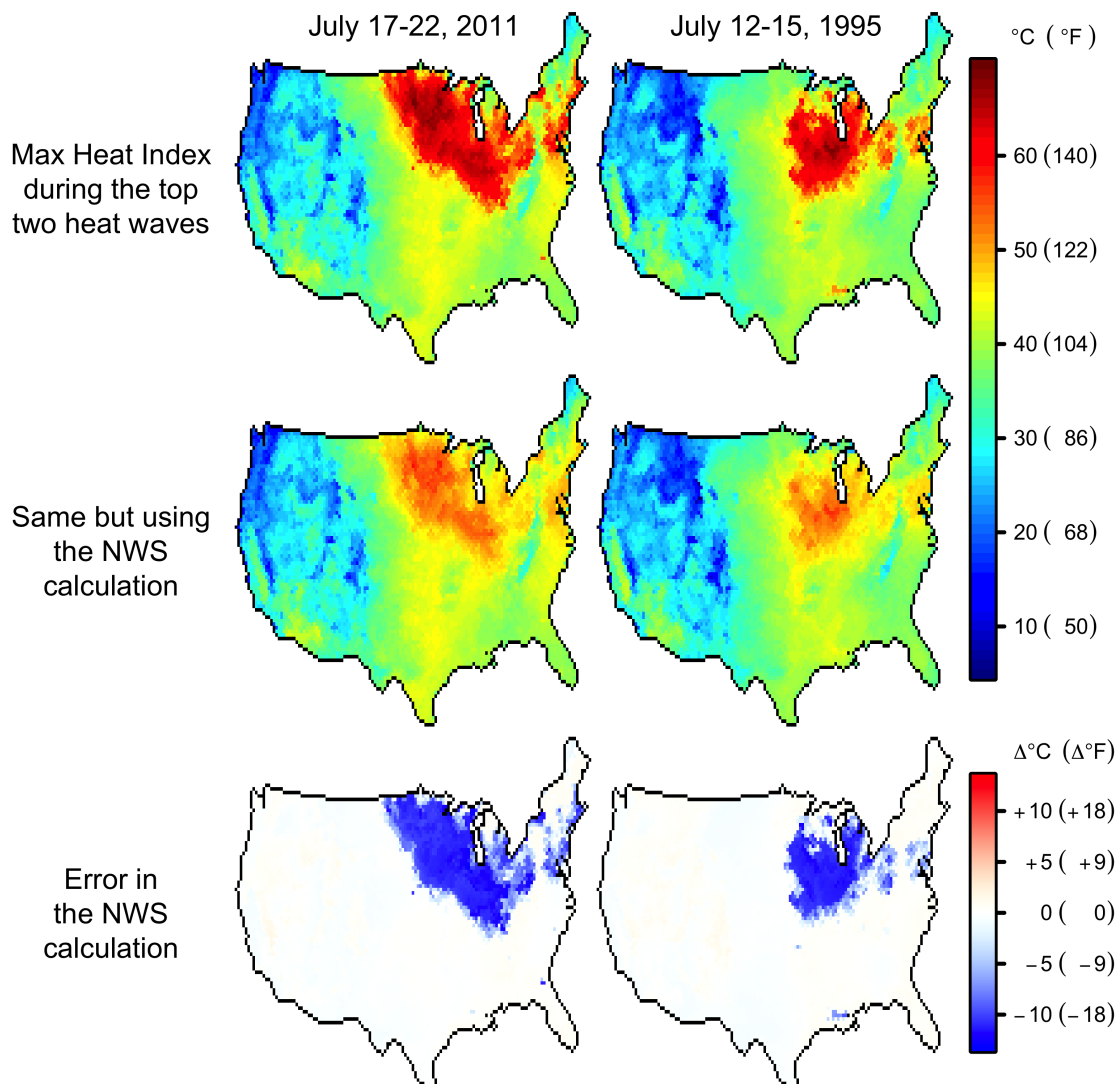 July 17-22, 2011
July 12-15, 1995
°C (°F)
Max Heat Index
during the top
two heat waves
60 (140)
50 (122)
40 (104)
30 ( 86)
20 ( 68)
10 ( 50)
Same but using
the NWS
calculation
Δ°C (Δ°F)
+10 (+18)
+5 ( +9)
0 ( 0)
−5 ( −9)
−10 (−18)
Error in
the NWS
calculation